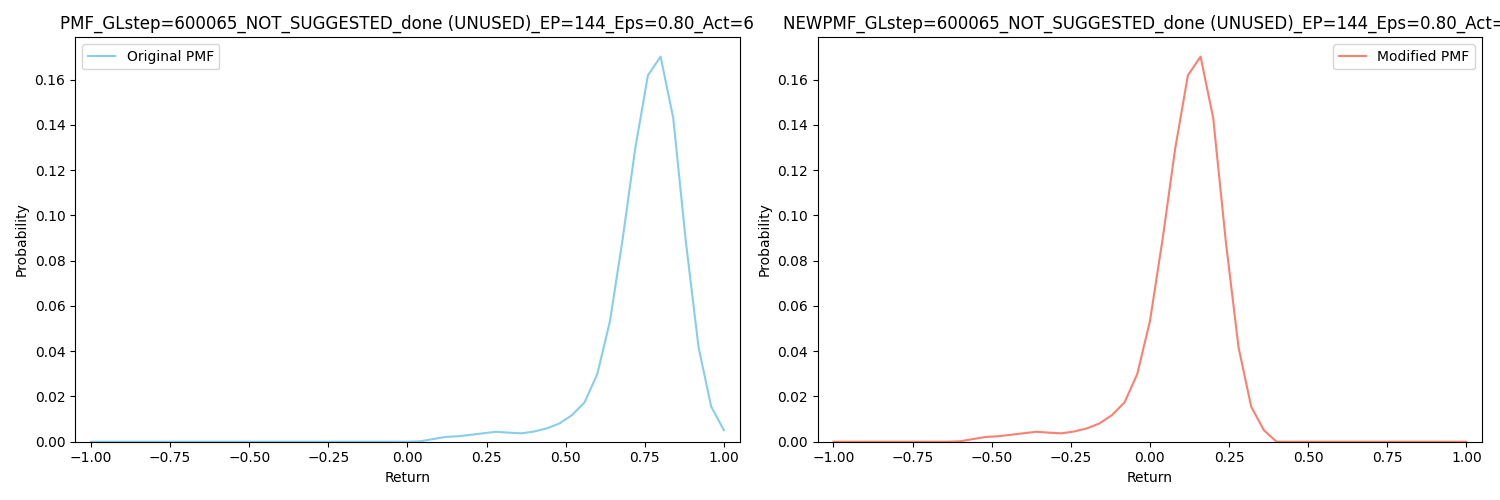 PMF_GLstep=600065_NOT_SUGGESTED_done (UNUSED)_EP=144_Eps=0.80_Act=6
Original PMF
0.16
0.14
0.12
0.10
0.08
0.06
0.04
0.02
0.00
Probability
−1.00 −0.75 −0.50 −0.25 0.00 0.25 0.50 0.75 1.00
Return
NEWPMF_GLstep=600065_NOT_SUGGESTED_done (UNUSED)_EP=144_Eps=0.80_Act=
Modified PMF
0.16
0.14
0.12
0.10
0.08
0.06
0.04
0.02
0.00
Probability
−1.00 −0.75 −0.50 −0.25 0.00 0.25 0.50 0.75 1.00
Return